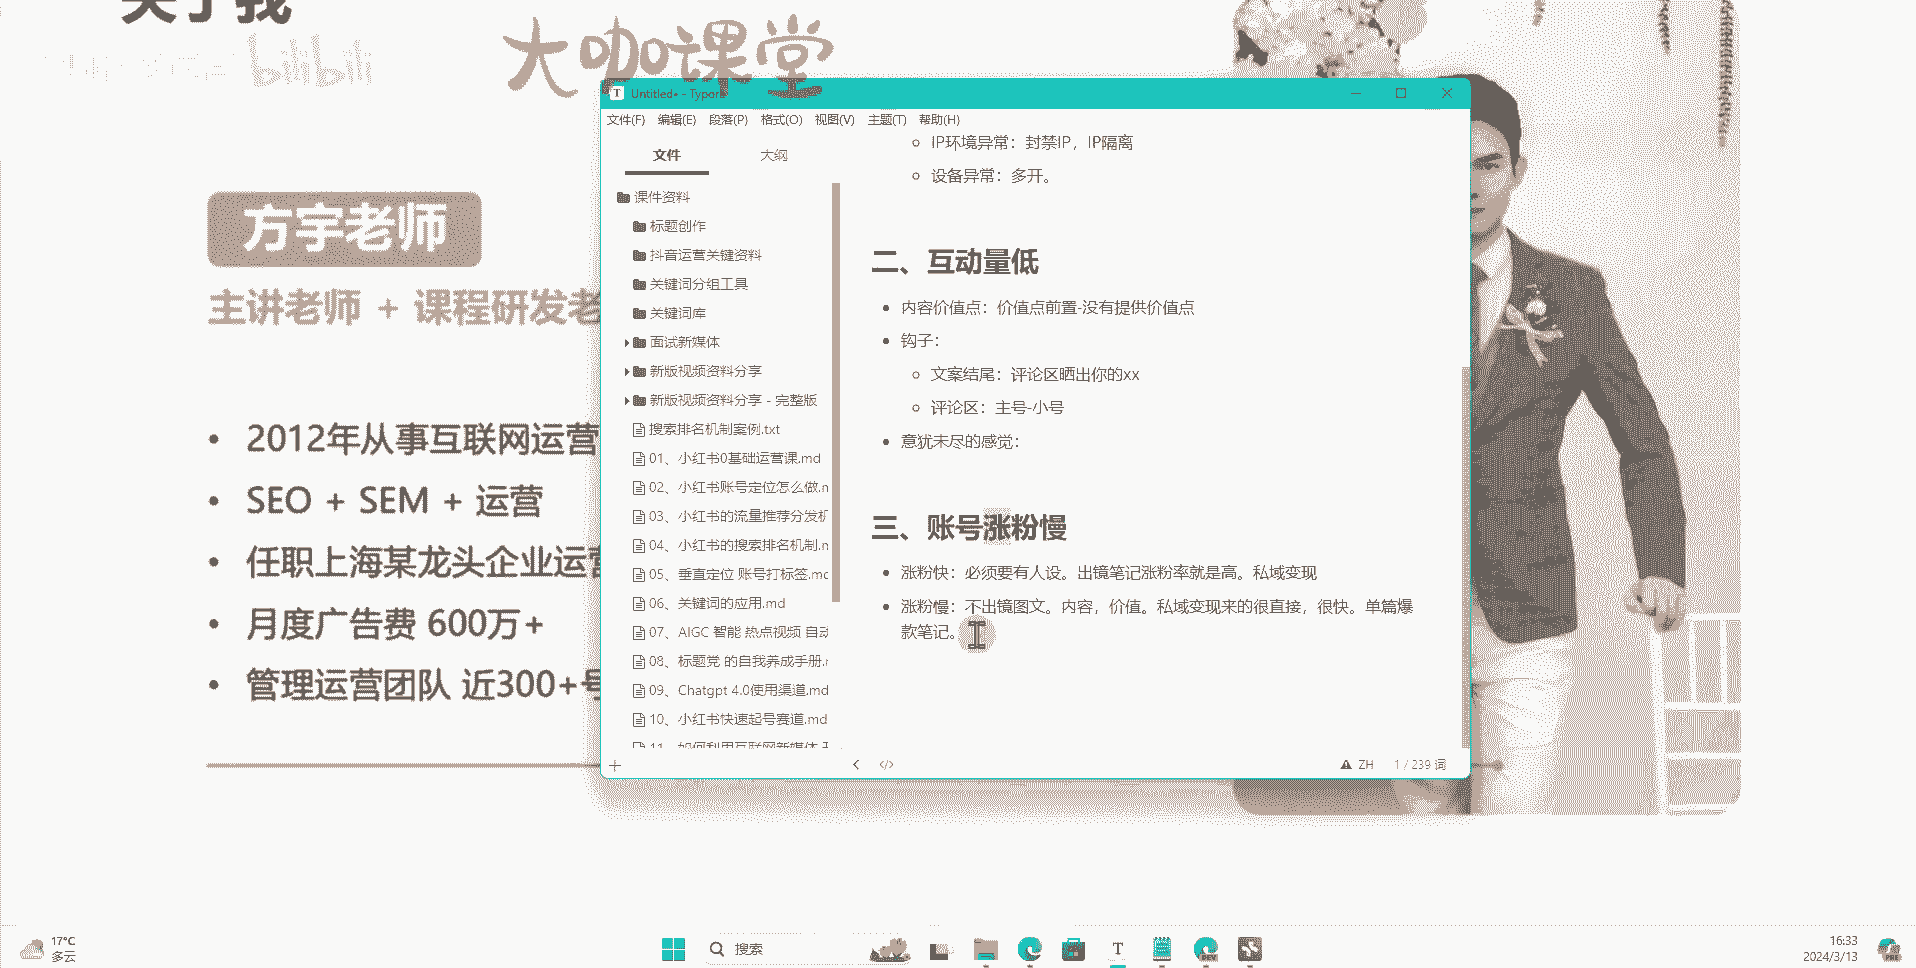 大咖课堂
bilibili
方宇老师
主讲老师 + 课程研发老
2012年从事互联网运营
SEO + SEM + 运营
任职上海某龙头企业运营
月度广告费 600万+
管理运营团队 近300+号
Untitled• - Typora
文件(F) 编辑(E) 段落(P) 格式(O) 视图(V) 主题(T) 帮助(H)
文件 大纲
课件资料
标题创作
抖音运营关键资料
关键词分组工具
关键词库
面试新媒体
新版视频资料分享
新版视频资料分享 - 完整版
搜索排名机制案例.txt
01、小红书0基础运营课.md
02、小红书账号定位怎么做.m
03、小红书的流量推荐分发机
04、小红书的搜索排名机制.m
05、垂直定位 账号打标签.md
06、关键词的应用.md
07、AIGC 智能 热点视频 自动
08、标题党 的自我养成手册.m
09、Chatgpt 4.0使用渠道.md
10、小红书快速起号赛道.md
11、如何利用互联网新媒体
IP环境异常：封禁IP，IP隔离
设备异常：多开。
二、互动量低
内容价值点：价值点前置-没有提供价值点
钩子：
文案结尾：评论区晒出你的xx
评论区：主号-小号
意犹未尽的感觉：
三、账号涨粉慢
涨粉快：必须要有人设。出镜笔记涨粉率就是高。私域变现
涨粉慢：不出镜图文。内容，价值。私域变现来的很直接，很快。单篇爆
款笔记。
ZH 1 / 239 词
17°C
多云
搜索
T
DEV
16:33
2024/3/13
PRE